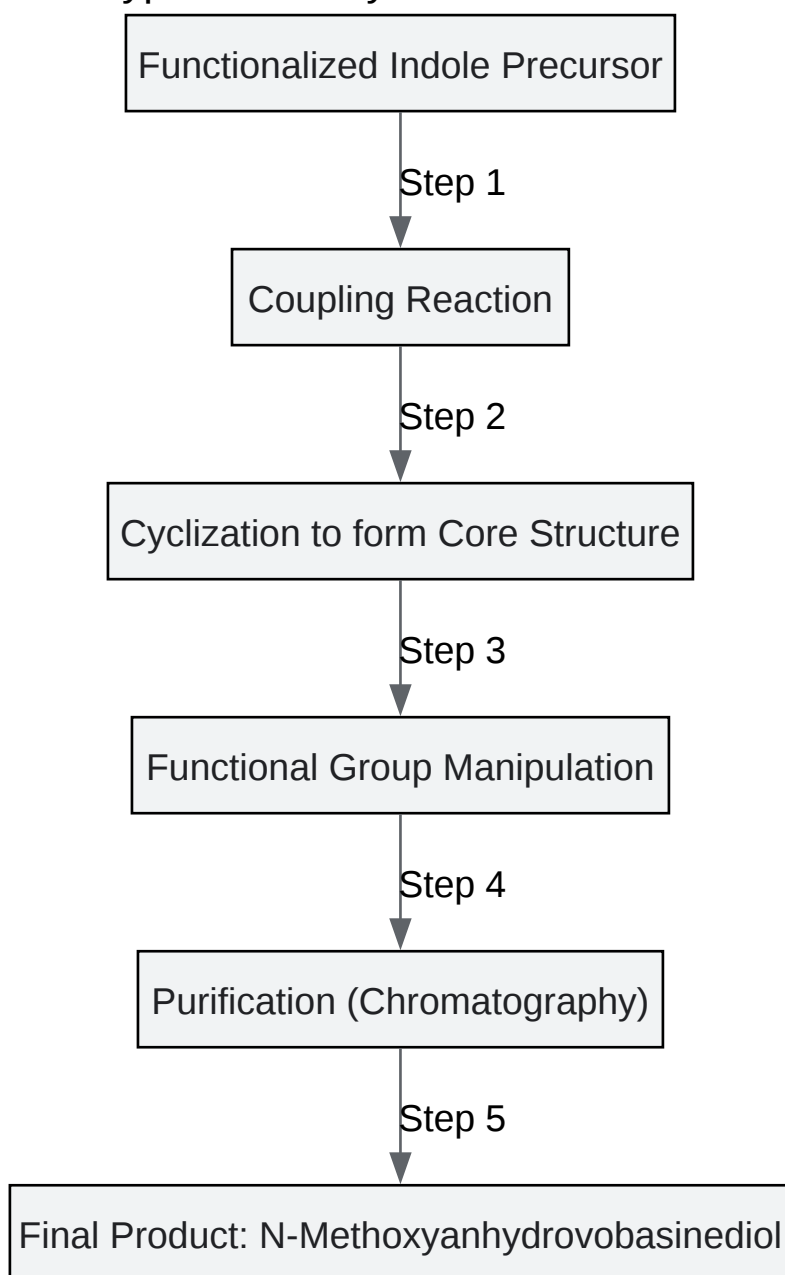 Functionalized Indole Precursor
Step 1
Coupling Reaction
Step 2
Cyclization to form Core Structure
Step 3
Functional Group Manipulation
Step 4
Purification (Chromatography)
Step 5
Final Product: N-Methoxyanhydrovobasinediol